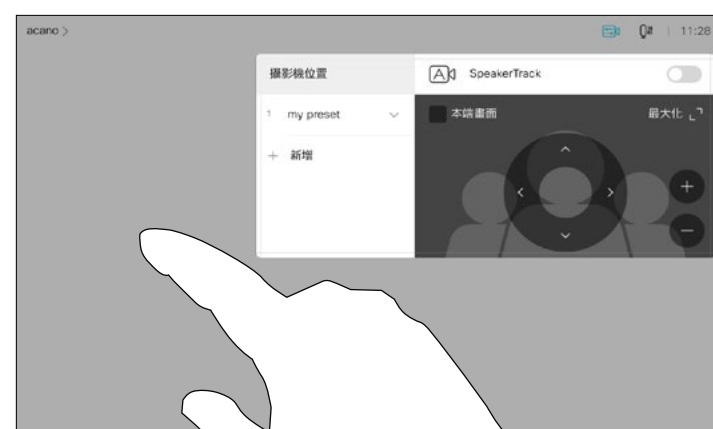 acano >
11:28
攝影機位置
SpeakerTrack
1 my preset
本端畫面
最大化
+ 新增